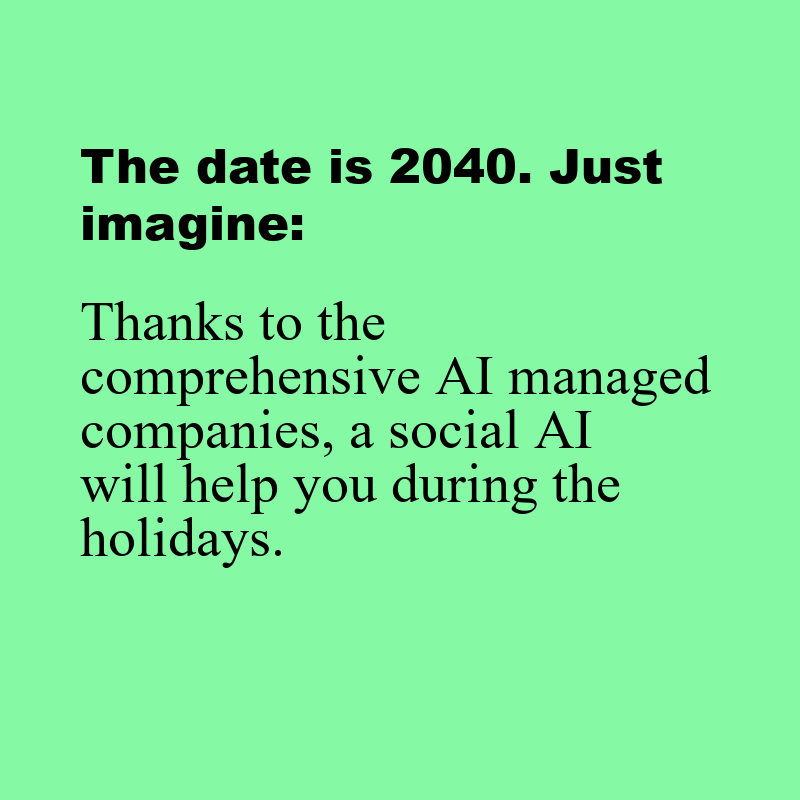 The date is 2040. Just
imagine:
Thanks to the
comprehensive AI managed
companies, a social AI
will help you during the
holidays.